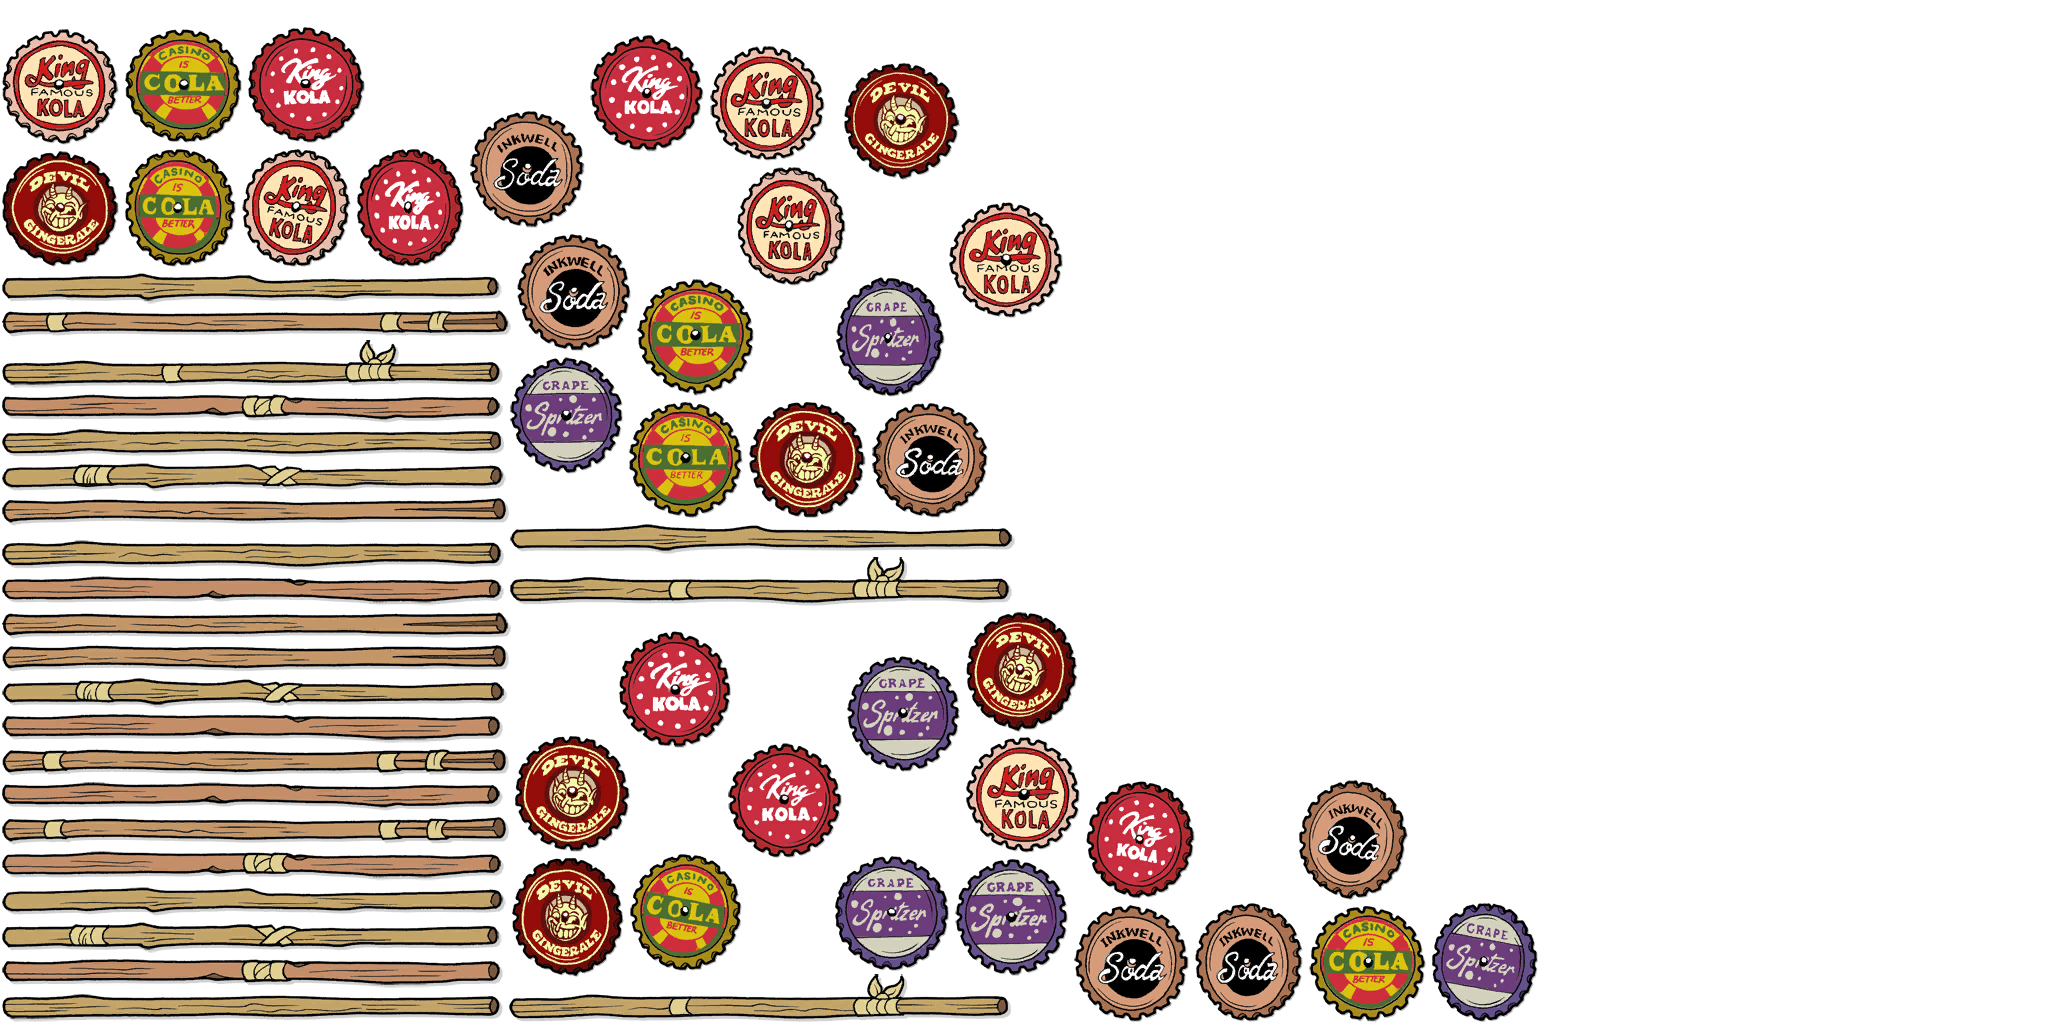 King
FAMOUS
KOLA
CASINO
IS
COLA
BETTER
King
KOLA
King
KOLA
King
FAMOUS
KOLA
DEVIL
GINGERALE
INKWELL
Soda
DEVIL
GINGERALE
CASINO
IS
COLA
BETTER
King
FAMOUS
KOLA
King
KOLA
King
FAMOUS
KOLA
King
FAMOUS
KOLA
INKWELL
Soda
CASINO
IS
COLA
BETTER
GRAPE
Spritzer
GRAPE
Spritzer
CASINO
IS
COLA
BETTER
DEVIL
GINGERALE
INKWELL
Soda
King
KOLA
GRAPE
Spritzer
DEVIL
GINGERALE
DEVIL
GINGERALE
King
KOLA
King
FAMOUS
KOLA
King
KOLA
INKWELL
Soda
DEVIL
GINGERALE
CASINO
IS
COLA
BETTER
GRAPE
Spritzer
GRAPE
Spritzer
INKWELL
Soda
INKWELL
Soda
CASINO
IS
COLA
BETTER
GRAPE
Spritzer